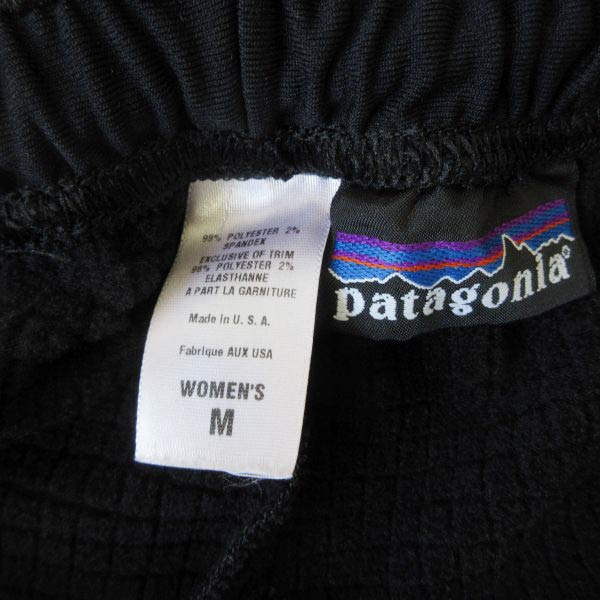 98% POLYESTER 2%
SPANDEX
EXCLUSIVE OF TRIM
98% POLYESTER 2%
ELASTHANNE
A PART LA GARNITURE
Made in U. S. A.
Fabrique AUX USA
WOMEN'S
M
patagonia®